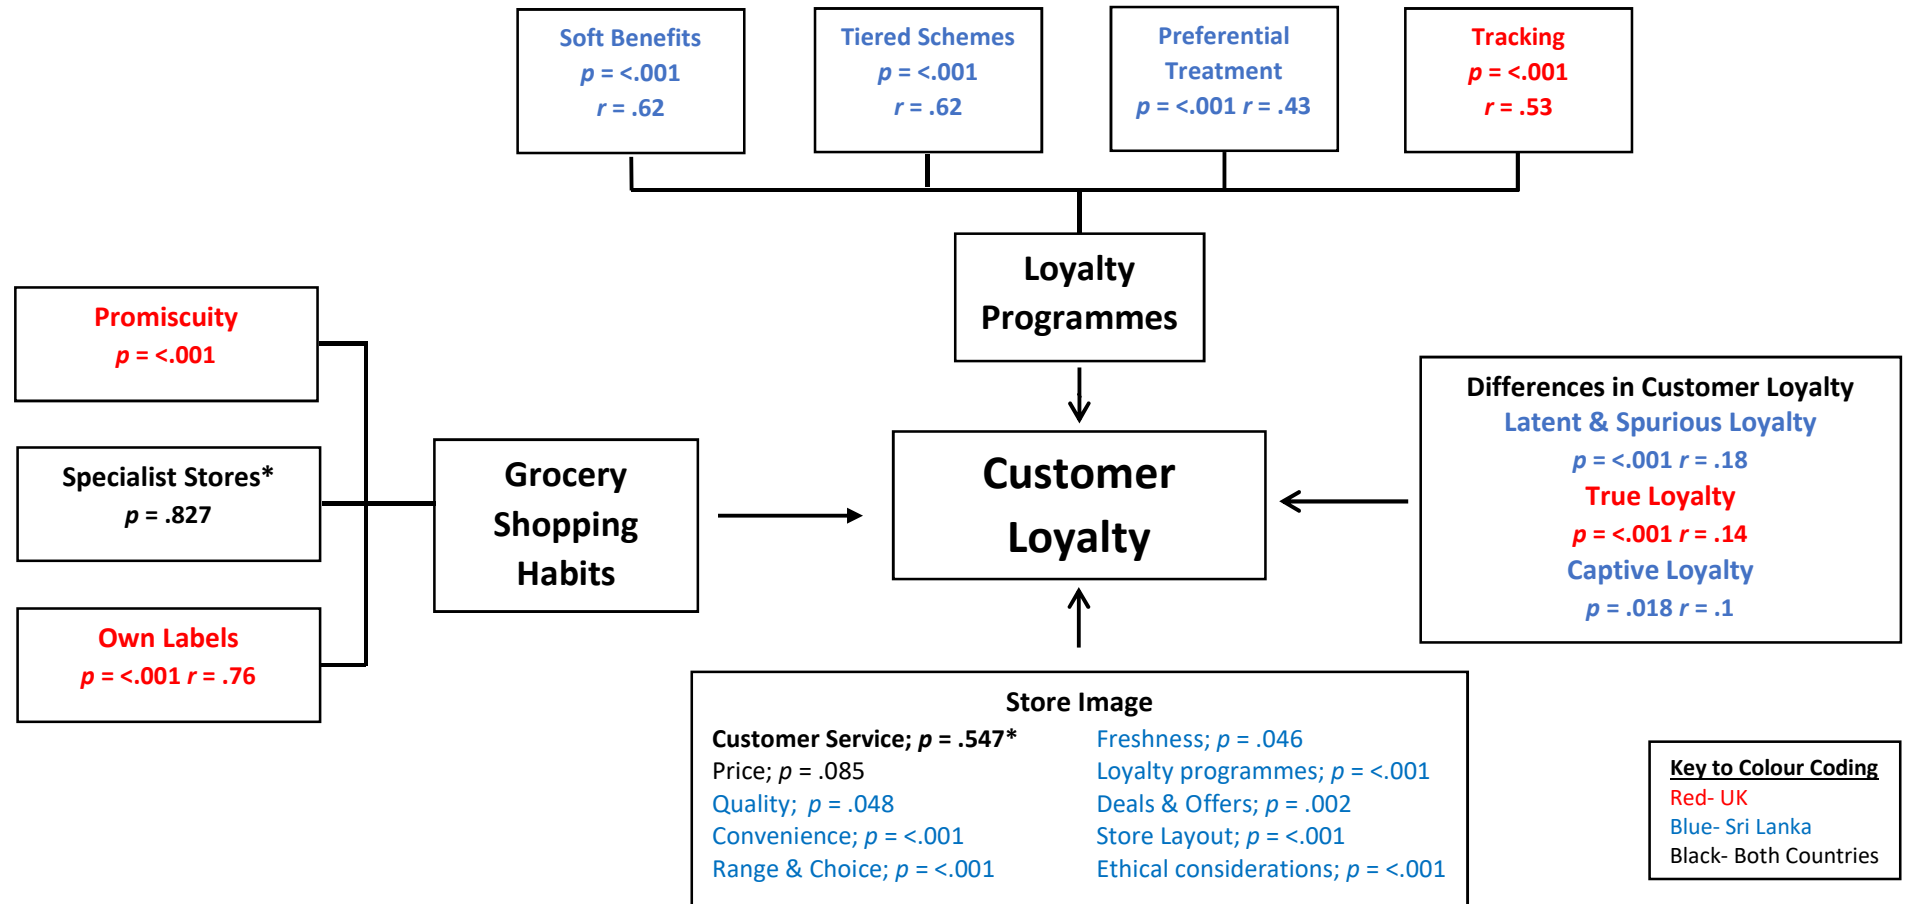 Soft Benefits
p = <.001
r = .62
Tiered Schemes
p = <.001
r = .62
Preferential
Treatment
p = <.001 r = .43
Tracking
p = <.001
r = .53
Loyalty
Programmes
Promiscuity
p = <.001
Specialist Stores*
p = .827
Own Labels
p = <.001 r = .76
Grocery
Shopping
Habits
Customer
Loyalty
Differences in Customer Loyalty
Latent & Spurious Loyalty
p = <.001 r = .18
True Loyalty
p = <.001 r = .14
Captive Loyalty
p = .018 r = .1
Store Image
Customer Service; p = .547*
Price; p = .085
Quality; p = .048
Convenience; p = <.001
Range & Choice; p = <.001
Freshness; p = .046
Loyalty programmes; p = <.001
Deals & Offers; p = .002
Store Layout; p = <.001
Ethical considerations; p = <.001
Key to Colour Coding
Red- UK
Blue- Sri Lanka
Black- Both Countries